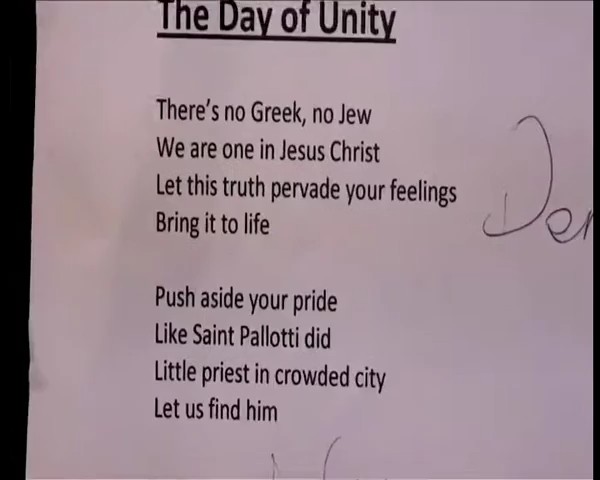 The Day of Unity
There's no Greek, no Jew
We are one in Jesus Christ
Let this truth pervade your feelings
Bring it to life
Push aside your pride
Like Saint Pallotti did
Little priest in crowded city
Let us find him